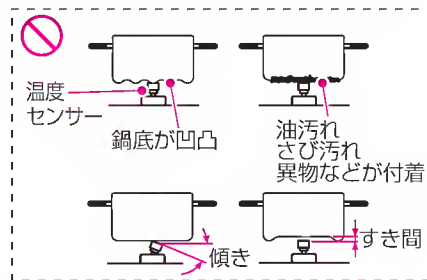 温度
センサー
鍋底が凹凸
油汚れ
さび汚れ
異物などが付着
傾き
すき間